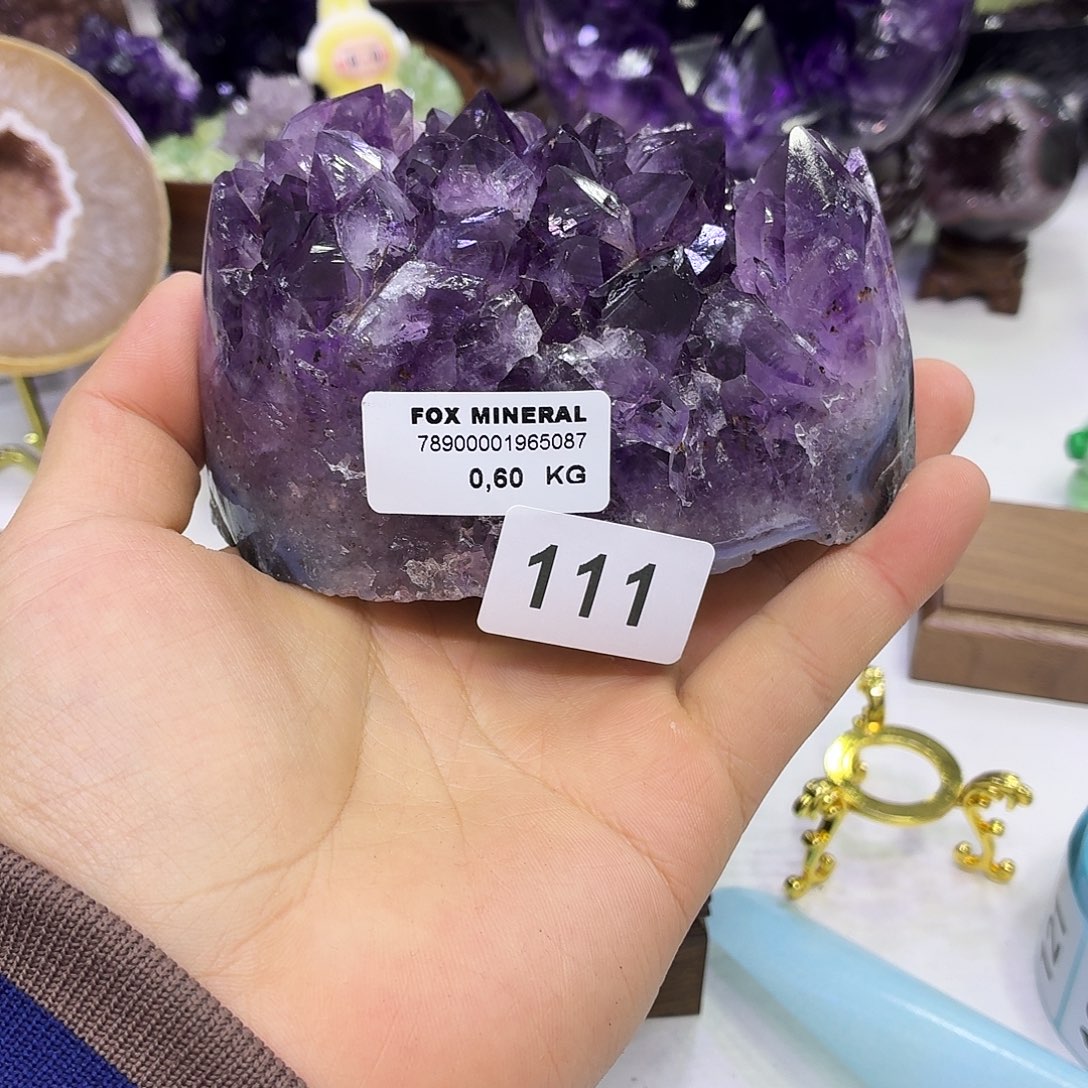 FOX MINERAL
78900001965087
0,60 KG
111